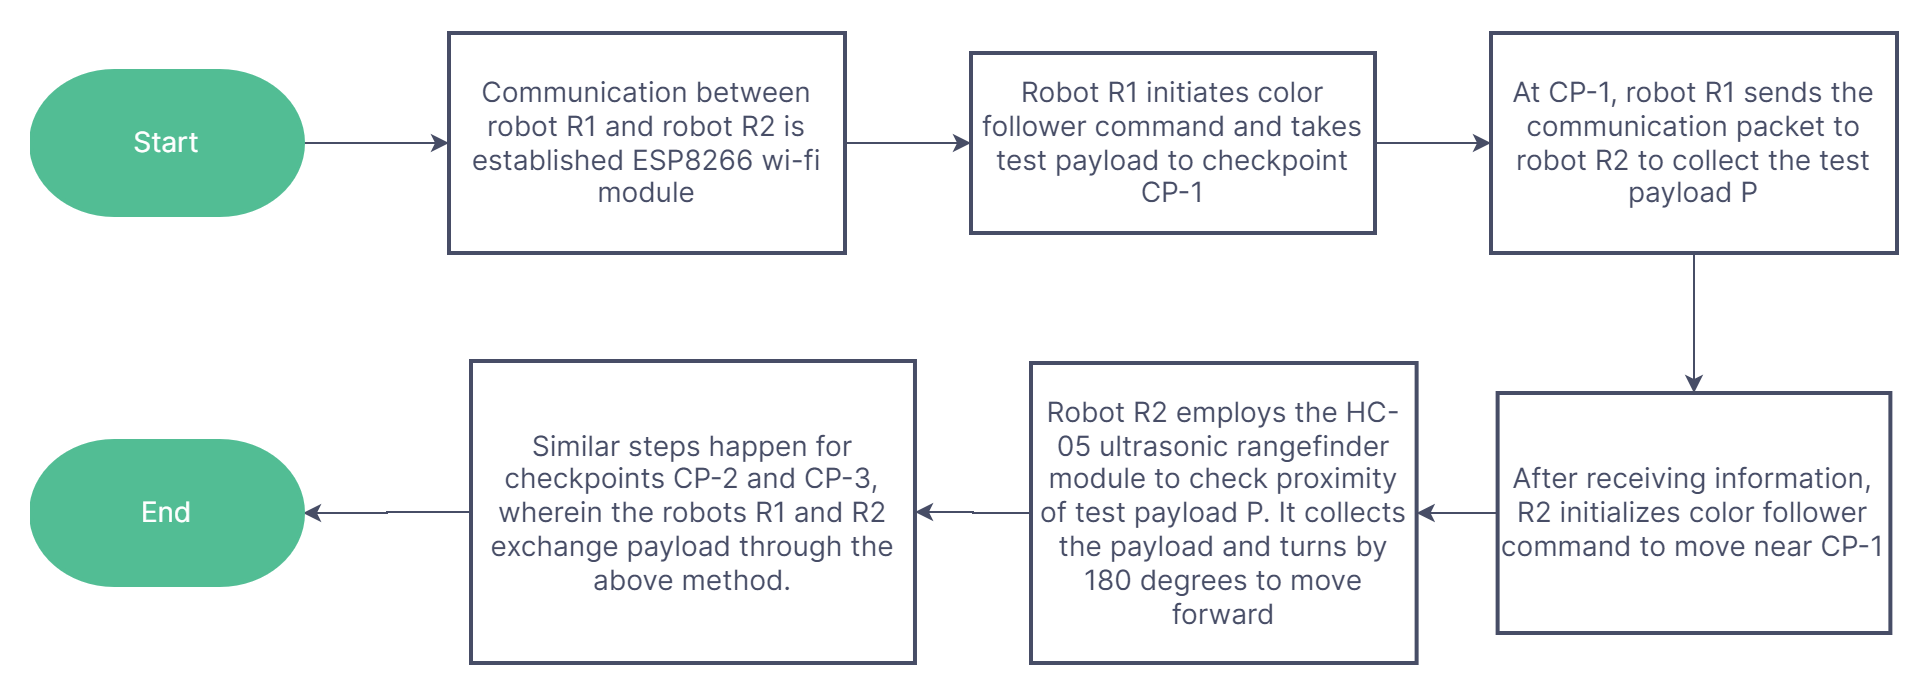 Start
Communication between
robot R1 and robot R2 is
established ESP8266 wi-fi
module
Robot R1 initiates color
follower command and takes
test payload to checkpoint
CP-1
At CP-1, robot R1 sends the
communication packet to
robot R2 to collect the test
payload P
After receiving information,
R2 initializes color follower
command to move near CP-1
Robot R2 employs the HC-
05 ultrasonic rangefinder
module to check proximity
of test payload P. It collects
the payload and turns by
180 degrees to move
forward
Similar steps happen for
checkpoints CP-2 and CP-3,
wherein the robots R1 and R2
exchange payload through the
above method.
End